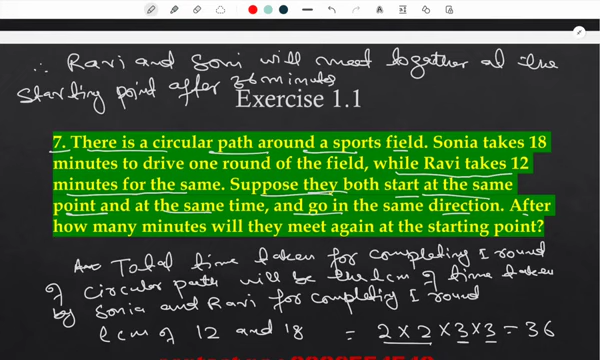 ∴ Ravi and Soni will meet together at the
starting point after 36 minutes
Exercise 1.1
7. There is a circular path around a sports field. Sonia takes 18
minutes to drive one round of the field, while Ravi takes 12
minutes for the same. Suppose they both start at the same
point and at the same time, and go in the same direction. After
how many minutes will they meet again at the starting point?
Ans Total time taken for completing I round
of circular path will be the lcm of time taken
by Sonia and Ravi for completing I round
lcm of 12 and 18 = 2 × 2 × 3 × 3 = 36